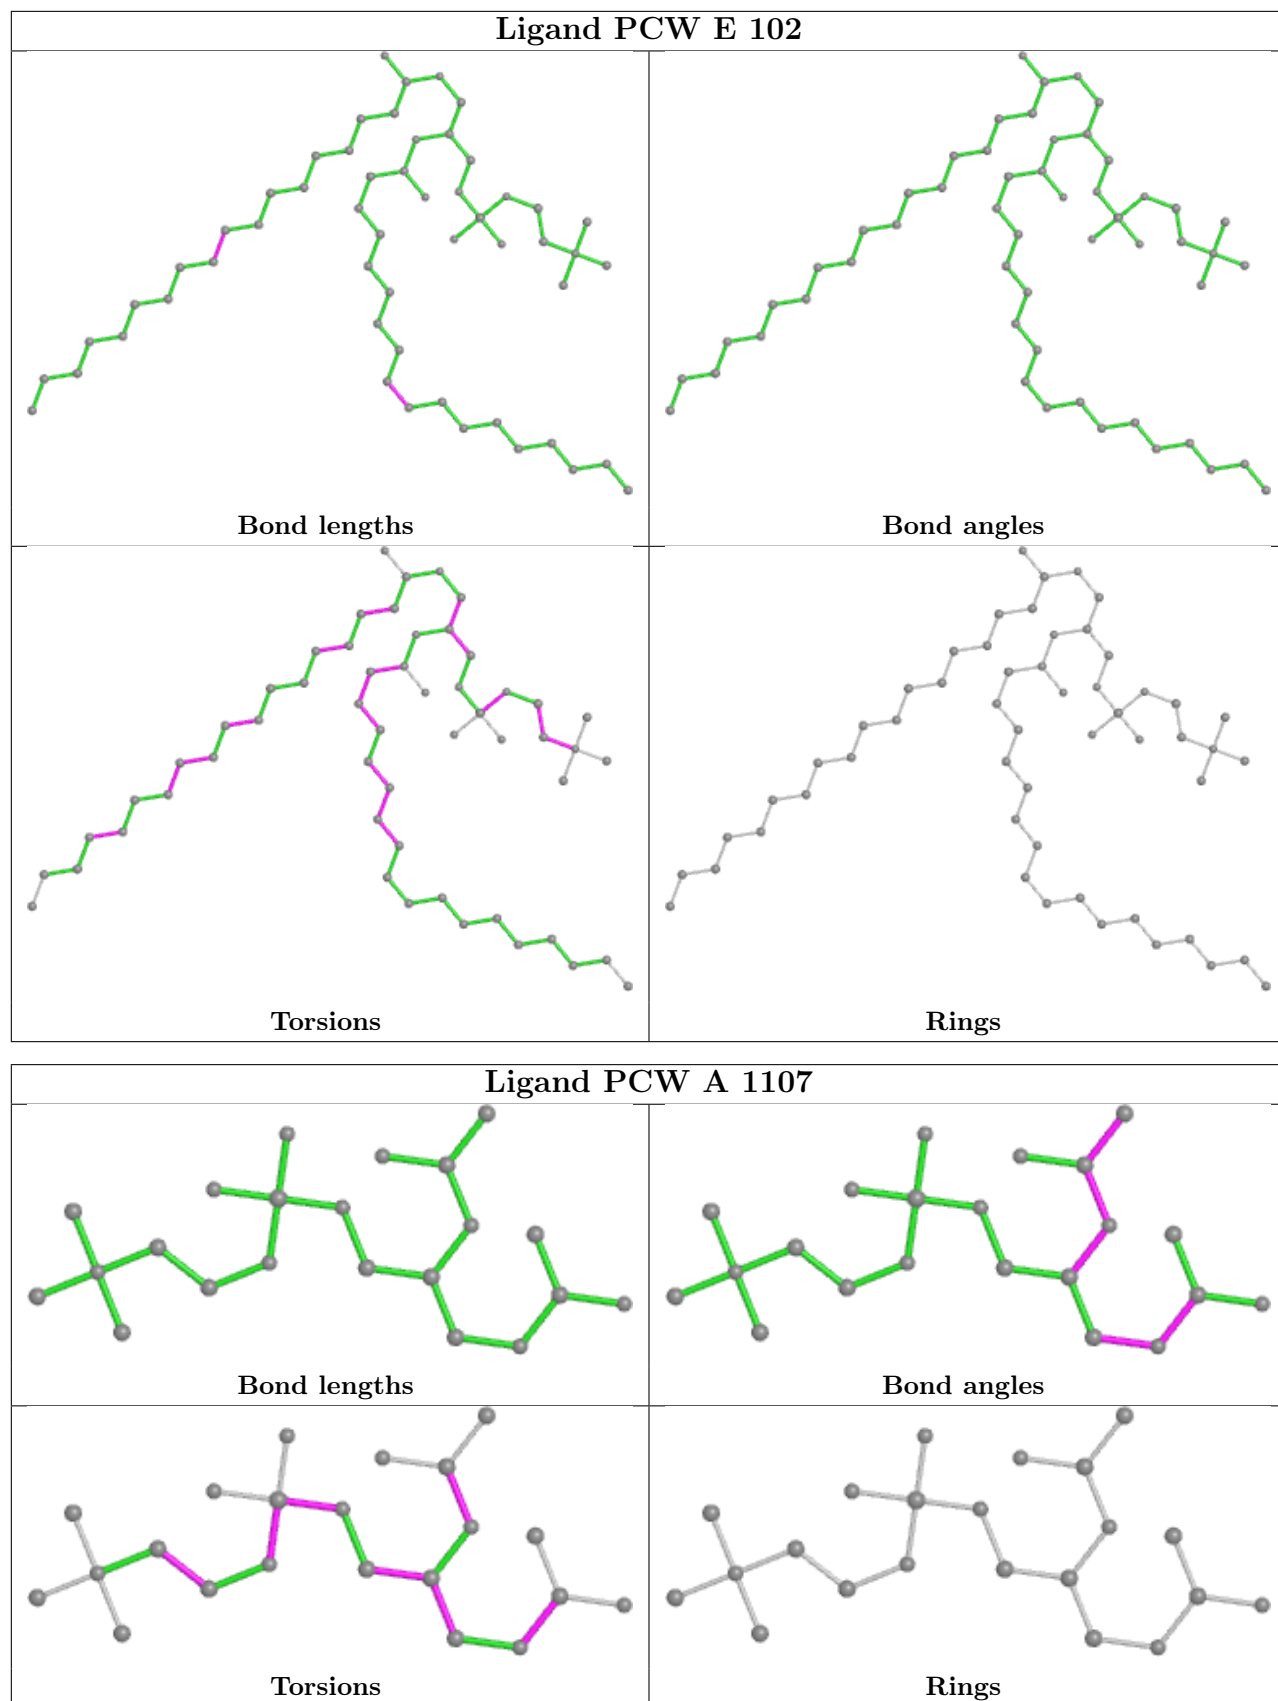 Ligand PCW E 102
Bond lengths
Bond angles
Torsions
Rings
Ligand PCW A 1107
Bond lengths
Bond angles
Torsions
Rings